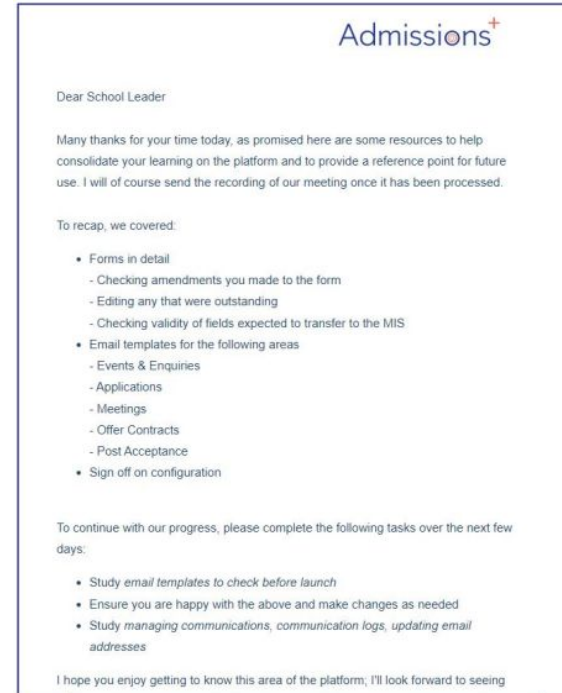 Admissions+
Dear School Leader
Many thanks for your time today, as promised here are some resources to help
consolidate your learning on the platform and to provide a reference point for future
use. I will of course send the recording of our meeting once it has been processed.
To recap, we covered:
• Forms in detail
- Checking amendments you made to the form
- Editing any that were outstanding
- Checking validity of fields expected to transfer to the MIS
• Email templates for the following areas
- Events & Enquiries
- Applications
- Meetings
- Offer Contracts
- Post Acceptance
• Sign off on configuration
To continue with our progress, please complete the following tasks over the next few
days:
• Study email templates to check before launch
• Ensure you are happy with the above and make changes as needed
• Study managing communications, communication logs, updating email
addresses
I hope you enjoy getting to know this area of the platform; I'll look forward to seeing